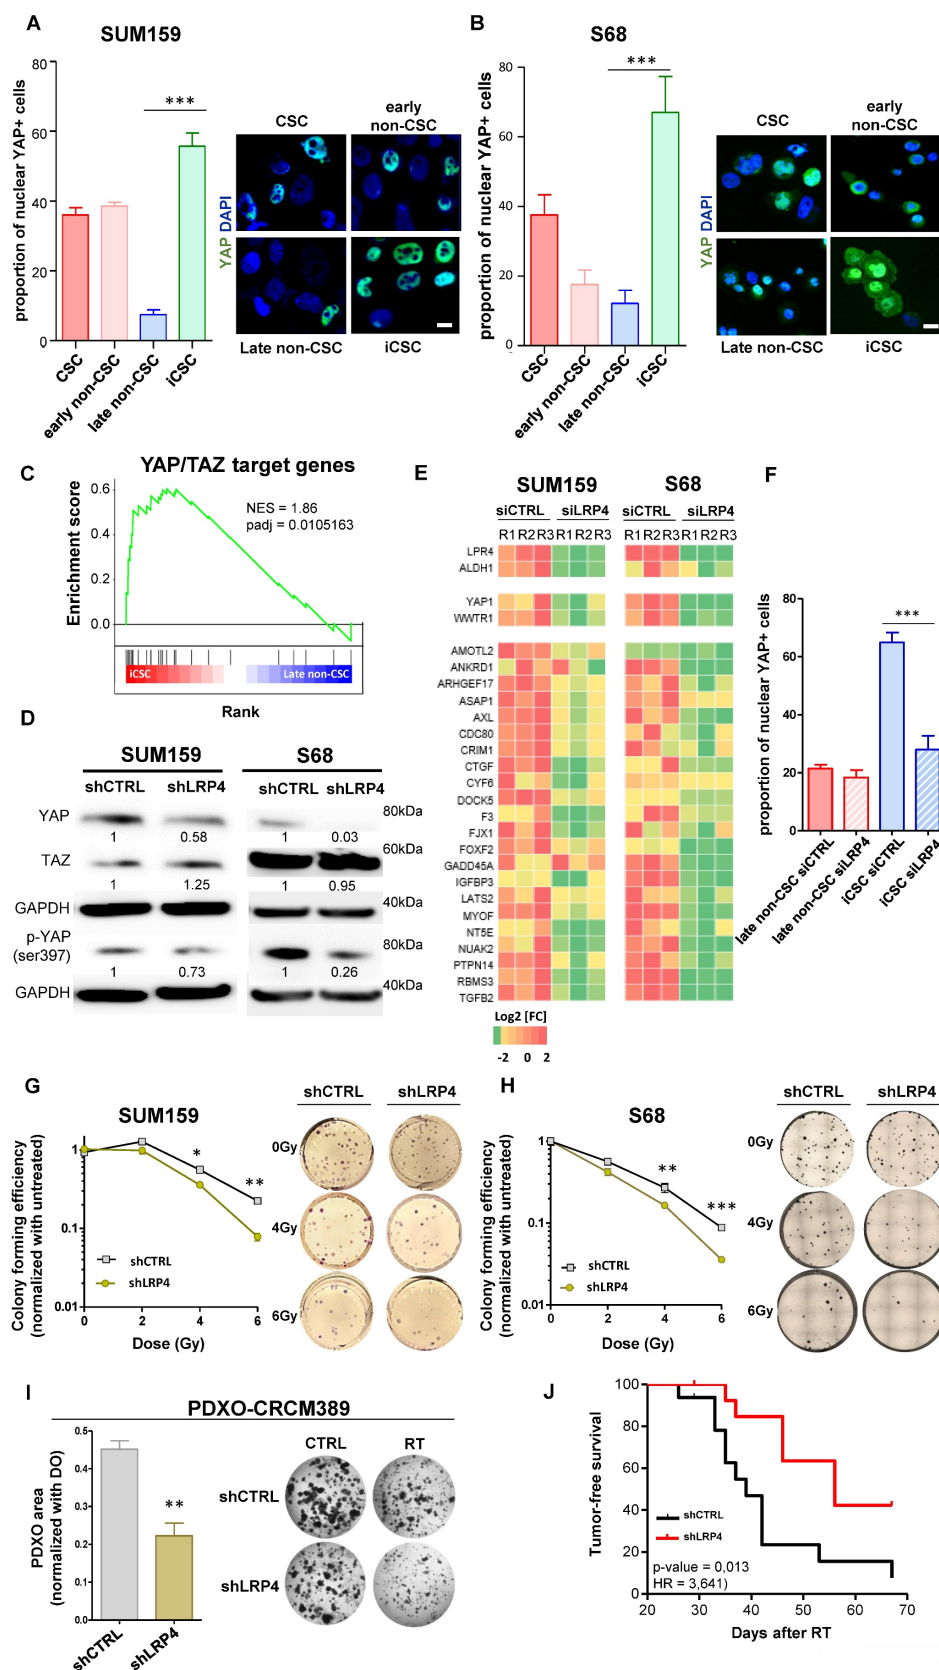 A
SUM159
proportion of nuclear YAP+ cells
80
60
40
20
0
***
CSC
early non-CSC
late non-CSC
iCSC
YAP DAPI
CSC
early
non-CSC
Late non-CSC
iCSC
B
S68
proportion of nuclear YAP+ cells
80
60
40
20
0
***
CSC
early non-CSC
late non-CSC
iCSC
YAP DAPI
CSC
early
non-CSC
Late non-CSC
iCSC
C
YAP/TAZ target genes
Enrichment score
0.6
0.4
0.2
0.0
NES = 1.86
padj = 0.0105163
iCSC
Late non-CSC
Rank
D
SUM159
S68
shCTRL shLRP4
shCTRL shLRP4
YAP
80kDa
1 0.58 1 0.03
60kDa
TAZ
1 1.25 1 0.95
40kDa
GAPDH
p-YAP
(ser397)
80kDa
1 0.73 1 0.26
40kDa
GAPDH
E
SUM159
S68
siCTRL siLRP4 siCTRL siLRP4
R1 R2 R3 R1 R2 R3 R1 R2 R3 R1 R2 R3
LPR4
ALDH1
YAP1
WWTR1
AMOTL2
ANKRD1
ARHGEF17
ASAP1
AXL
CDC80
CRIM1
CTGF
CYF6
DOCK5
F3
FJX1
FOXF2
GADD45A
IGFBP3
LATS2
MYOF
NT5E
NUAK2
PTPN14
RBMS3
TGFB2
Log2 [FC]
-2 0 2
F
proportion of nuclear YAP+ cells
80
60
40
20
0
***
late non-CSC siCTRL
late non-CSC siLRP4
iCSC siCTRL
iCSC siLRP4
G
SUM159
Colony forming efficiency
(normalized with untreated)
1
0.1
0.01
*
**
shCTRL
shLRP4
0 2 4 6
Dose (Gy)
shCTRL shLRP4
0Gy
4Gy
6Gy
H
S68
Colony forming efficiency
(normalized with untreated)
1
0.1
0.01
**
***
shCTRL
shLRP4
0 2 4 6
Dose (Gy)
shCTRL shLRP4
0Gy
4Gy
6Gy
I
PDXO-CRCM389
PDXO area
(normalized with DO)
0.5
0.4
0.3
0.2
0.1
0.0
**
shCTRL
shLRP4
CTRL RT
shCTRL
shLRP4
J
Tumor-free survival
100
80
60
40
20
0
shCTRL
shLRP4
p-value = 0,013
HR = 3,641)
20 30 40 50 60 70
Days after RT